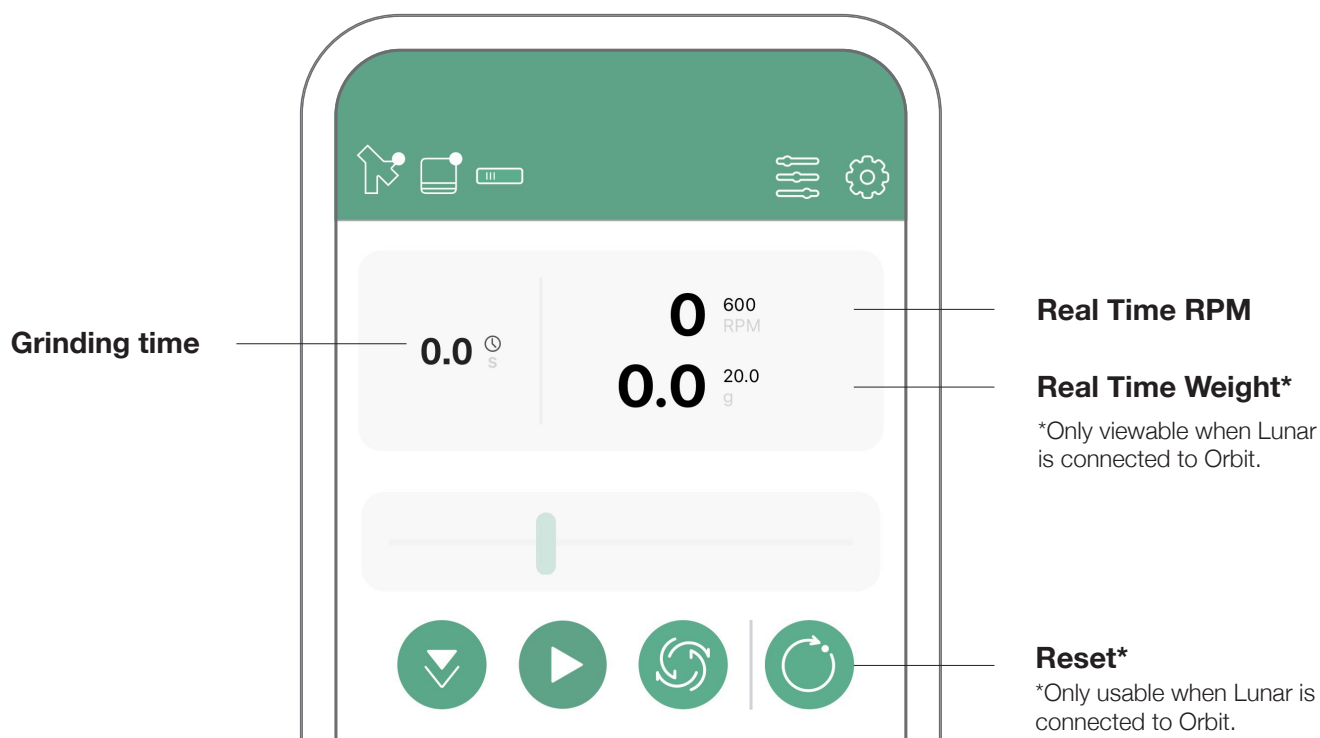 Grinding time
0.0
S
0
600
RPM
0.0
20.0
g
Real Time RPM
Real Time Weight*
*Only viewable when Lunar
is connected to Orbit.
Reset*
*Only usable when Lunar is
connected to Orbit.